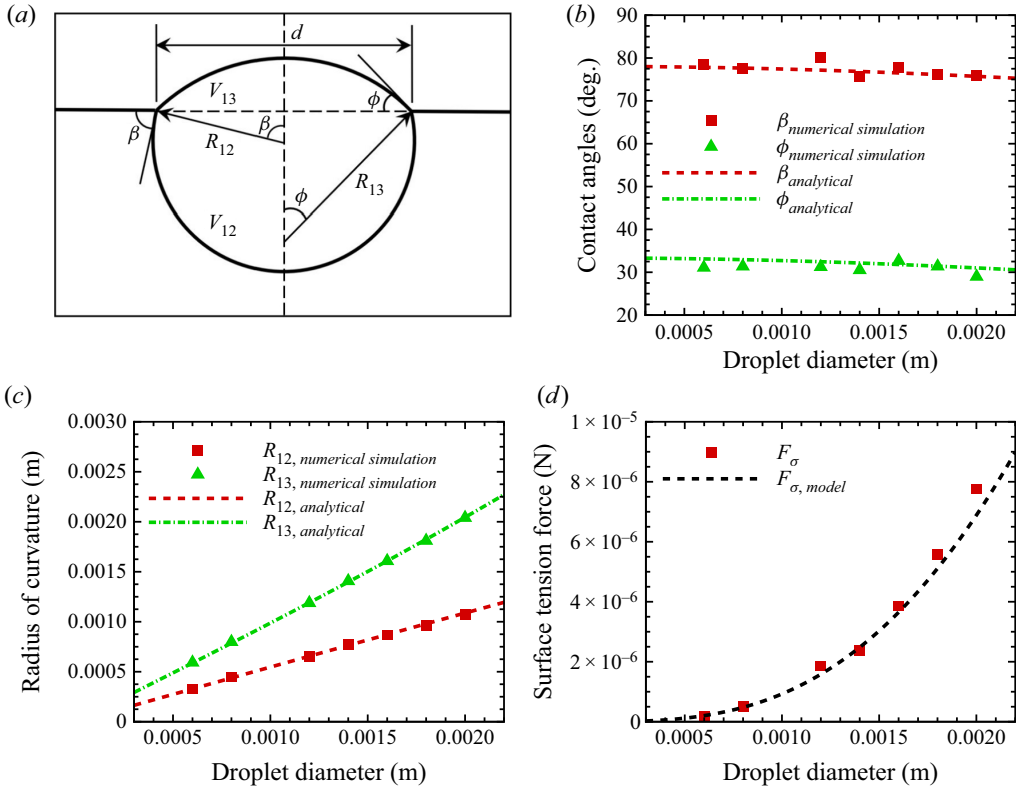 (a)
d
V13
ϕ
β
β
R12
R13
ϕ
V12
(b)
90
80
70
60
50
40
30
20
Contact angles (deg.)
β numerical simulation
ϕ numerical simulation
β analytical
ϕ analytical
0.0005 0.0010 0.0015 0.0020
Droplet diameter (m)
(c)
0.0030
0.0025
0.0020
0.0015
0.0010
0.0005
0
Radius of curvature (m)
R12, numerical simulation
R13, numerical simulation
R12, analytical
R13, analytical
0.0005 0.0010 0.0015 0.0020
Droplet diameter (m)
(d)
1 × 10−5
8 × 10−6
6 × 10−6
4 × 10−6
2 × 10−6
0
Surface tension force (N)
Fσ
Fσ, model
0.0005 0.0010 0.0015 0.0020
Droplet diameter (m)